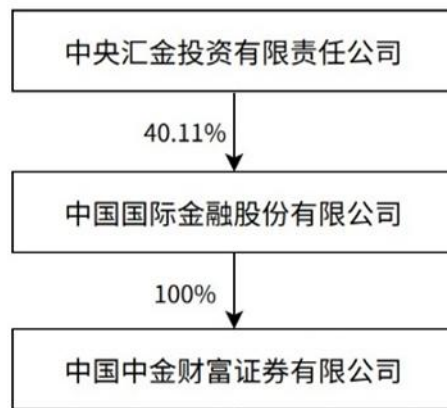 中央汇金投资有限责任公司
40.11%
中国国际金融股份有限公司
100%
中国中金财富证券有限公司